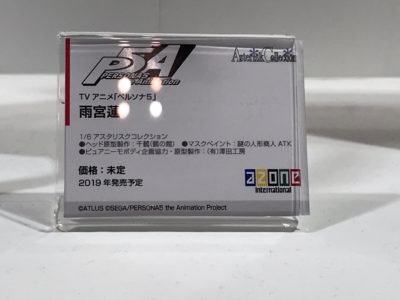 P5A
PERSONA5
the Animation
Asterisk Collection
TVアニメ「ペルソナ5」
雨宮蓮
1/6 アスタリスクコレクション
●ヘッド原型製作：千鶴(鶴の館) ●マスクペイント：謎の人形商人 ATK
●ピュアニーモボディ企画協力・原型製作：(有)澤田工房
価格：未定
2019年発売予定
azone
international
©ATLUS ©SEGA/PERSONA5 the Animation Project